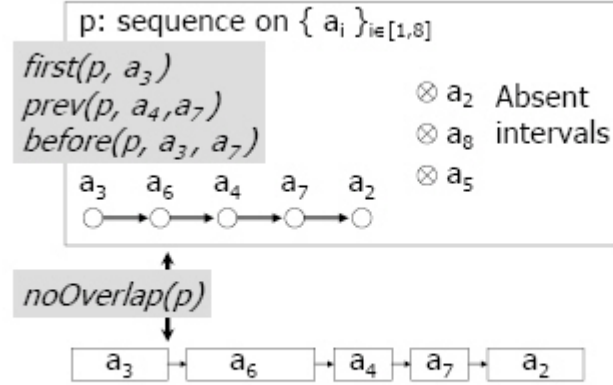 p: sequence on { aᵢ }ᵢ∈[1,8]
first(p, a₃)
prev(p, a₄,a₇)
before(p, a₃, a₇)
⊗ a₂ Absent
⊗ a₈ intervals
⊗ a₅
a₃ a₆ a₄ a₇ a₂
noOverlap(p)
a₃ a₆ a₄ a₇ a₂